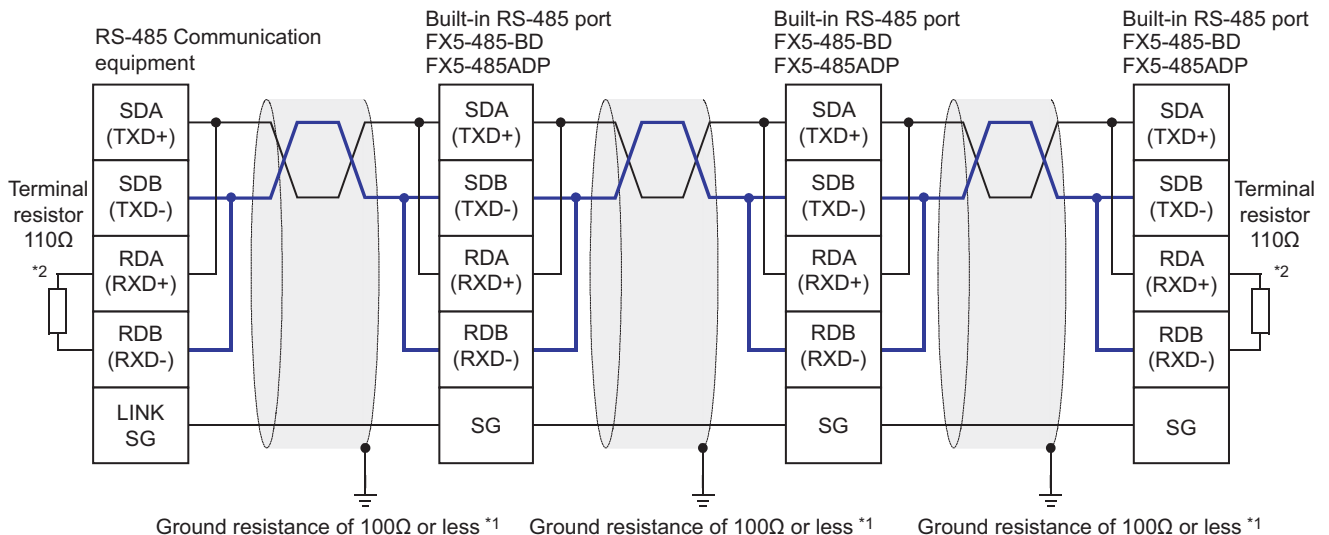 RS-485 Communication
equipment
Built-in RS-485 port
FX5-485-BD
FX5-485ADP
Built-in RS-485 port
FX5-485-BD
FX5-485ADP
Built-in RS-485 port
FX5-485-BD
FX5-485ADP
Terminal
resistor
110Ω
*2
SDA
(TXD+)
SDB
(TXD-)
RDA
(RXD+)
RDB
(RXD-)
LINK
SG
SDA
(TXD+)
SDB
(TXD-)
RDA
(RXD+)
RDB
(RXD-)
SG
SDA
(TXD+)
SDB
(TXD-)
RDA
(RXD+)
RDB
(RXD-)
SG
SDA
(TXD+)
SDB
(TXD-)
RDA
(RXD+)
RDB
(RXD-)
SG
Terminal
resistor
110Ω
*2
Ground resistance of 100Ω or less *1
Ground resistance of 100Ω or less *1
Ground resistance of 100Ω or less *1